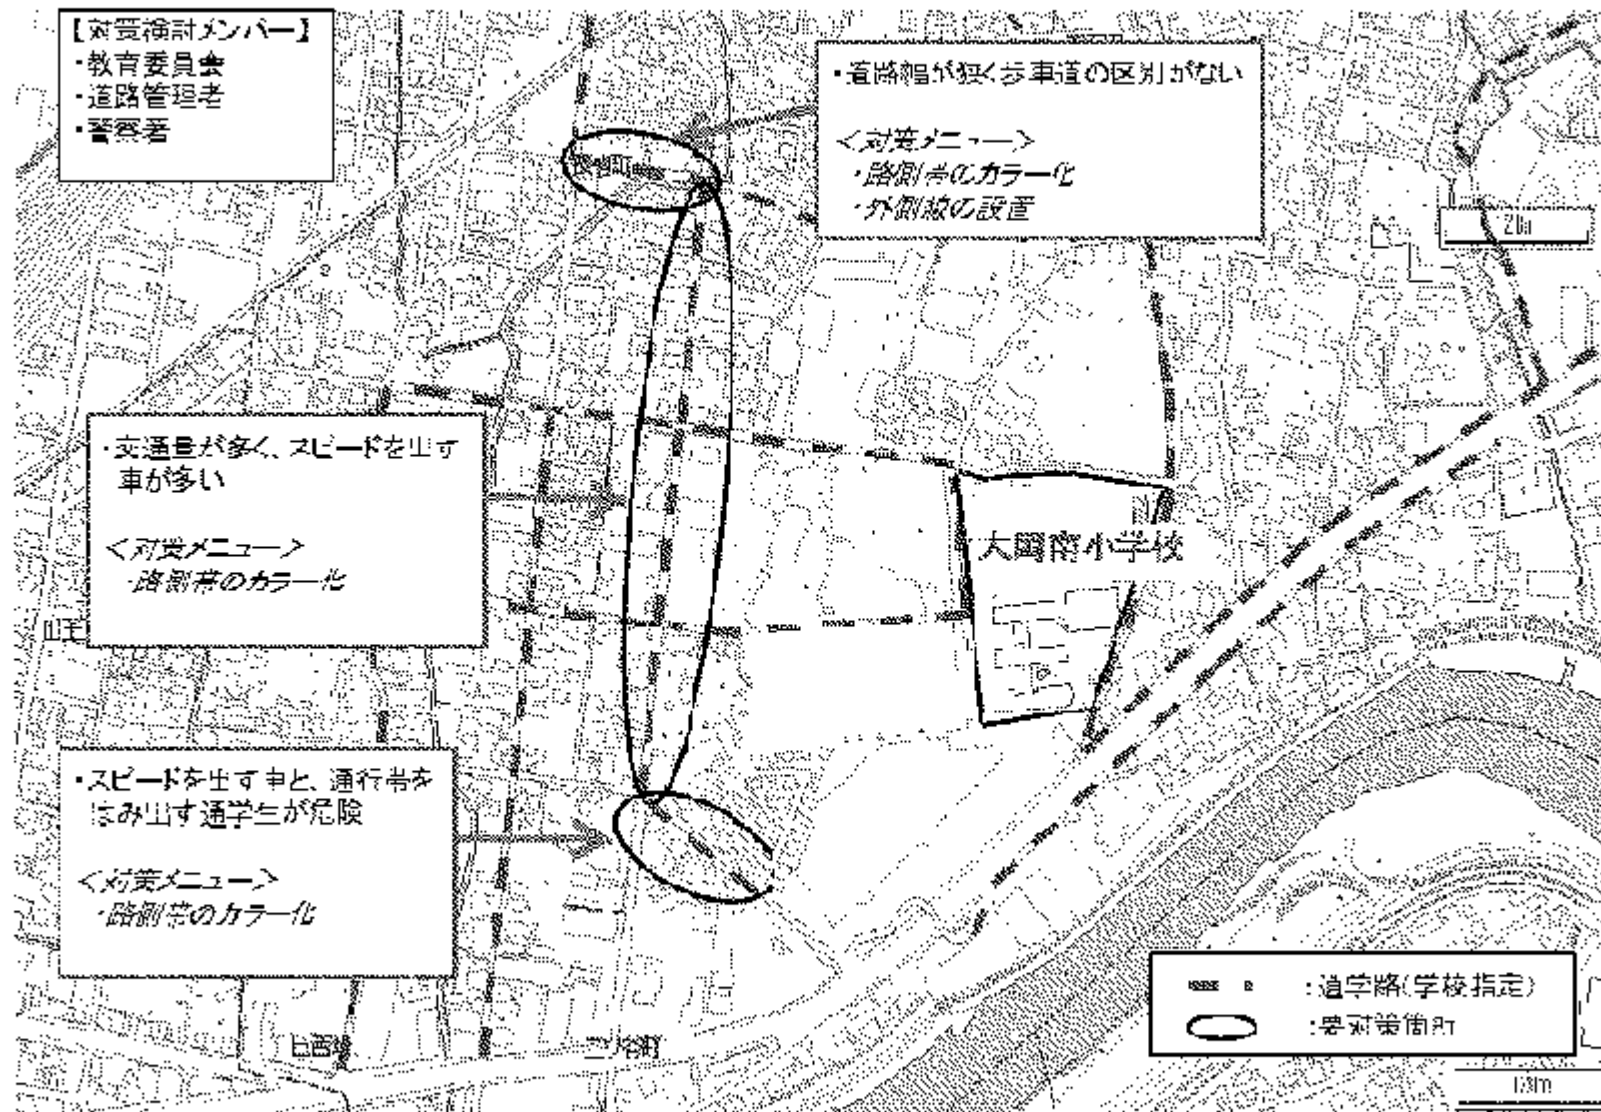 【対策検討メンバー】
・教育委員会
・道路管理者
・警察署
・道路幅が狭く歩車道の区別がない
＜対策メニュー＞
・路側帯のカラー化
・外側線の設置
・交通量が多く、スピードを出す
車が多い
＜対策メニュー＞
・路側帯のカラー化
大岡南小学校
・スピードを出す車と、通行帯を
はみ出す通学生が危険
＜対策メニュー＞
・路側帯のカラー化
:通学路(学校指定)
:要対策箇所